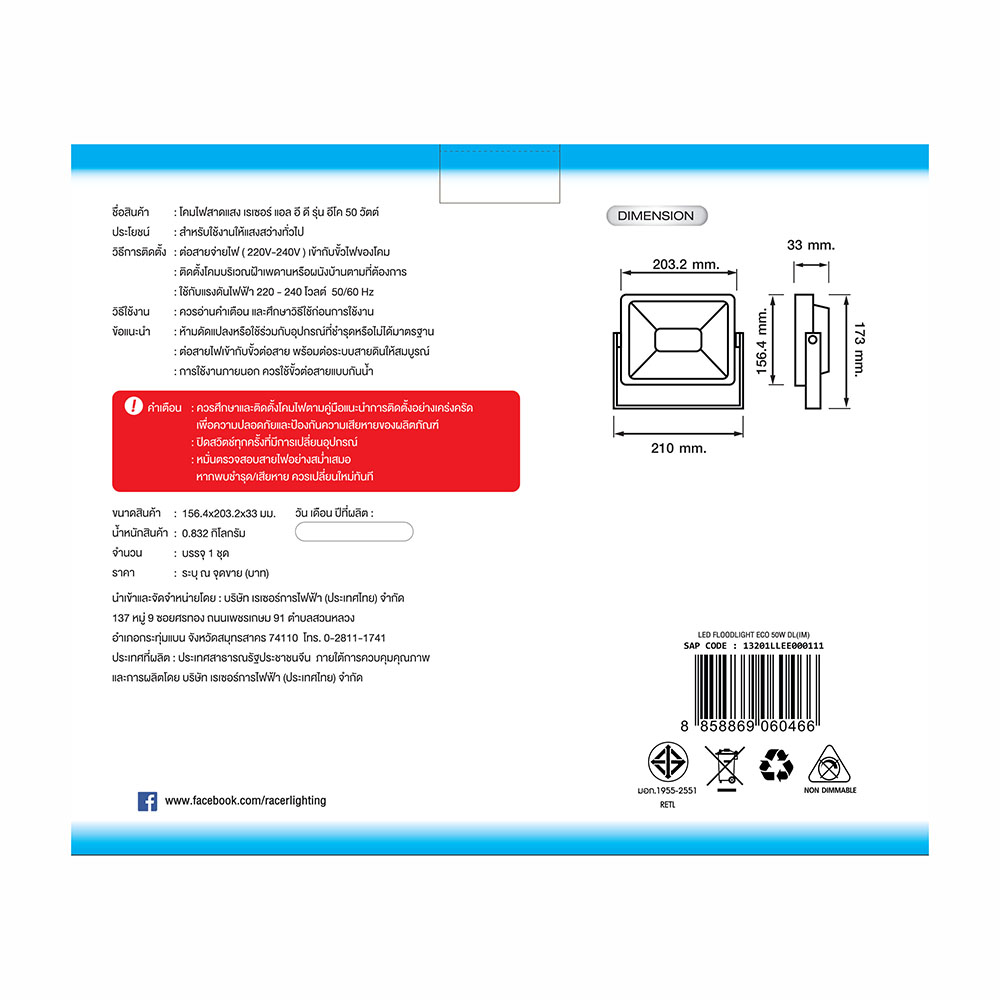 ชื่อสินค้า : โคมไฟสาดแสง เรเซอร์ แอล อี ดี รุ่น อีโค 50 วัตต์
ประโยชน์ : สำหรับใช้งานให้แสงสว่างทั่วไป
วิธีการติดตั้ง : ต่อสายจ่ายไฟ ( 220V-240V ) เข้ากับขั้วไฟของโคม
: ติดตั้งโคมบริเวณฝ้าเพดานหรือผนังบ้านตามที่ต้องการ
: ใช้กับแรงดันไฟฟ้า 220 - 240 โวลต์ 50/60 Hz
วิธีใช้งาน : ควรอ่านคำเตือน และศึกษาวิธีใช้ก่อนการใช้งาน
ข้อแนะนำ : ห้ามดัดแปลงหรือใช้ร่วมกับอุปกรณ์ที่ชำรุดหรือไม่ได้มาตรฐาน
: ต่อสายไฟเข้ากับขั้วต่อสาย พร้อมต่อระบบสายดินให้สมบูรณ์
: การใช้งานภายนอก ควรใช้ขั้วต่อสายแบบกันน้ำ
! คำเตือน : ควรศึกษาและติดตั้งโคมไฟตามคู่มือแนะนำการติดตั้งอย่างเคร่งครัด
เพื่อความปลอดภัยและป้องกันความเสียหายของผลิตภัณฑ์
: ปิดสวิตช์ทุกครั้งที่มีการเปลี่ยนอุปกรณ์
: หมั่นตรวจสอบสายไฟอย่างสม่ำเสมอ
หากพบชำรุด/เสียหาย ควรเปลี่ยนใหม่ทันที
ขนาดสินค้า : 156.4x203.2x33 มม. วัน เดือน ปีที่ผลิต :
น้ำหนักสินค้า : 0.832 กิโลกรัม
จำนวน : บรรจุ 1 ชุด
ราคา : ระบุ ณ จุดขาย (บาท)
นำเข้าและจัดจำหน่ายโดย : บริษัท เรเซอร์การไฟฟ้า (ประเทศไทย) จำกัด
137 หมู่ 9 ซอยศรทอง ถนนเพชรเกษม 91 ตำบลสวนหลวง
อำเภอกระทุ่มแบน จังหวัดสมุทรสาคร 74110 โทร. 0-2811-1741
ประเทศที่ผลิต : ประเทศสาธารณรัฐประชาชนจีน ภายใต้การควบคุมคุณภาพ
และการผลิตโดย บริษัท เรเซอร์การไฟฟ้า (ประเทศไทย) จำกัด
f www.facebook.com/racerlighting
DIMENSION
33 mm.
203.2 mm.
156.4 mm.
173 mm.
210 mm.
LED FLOODLIGHT ECO 50W DL(IM)
SAP CODE : 13201LLEE000111
8 858869 060466
มอก.1955-2551
RETL
NON DIMMABLE